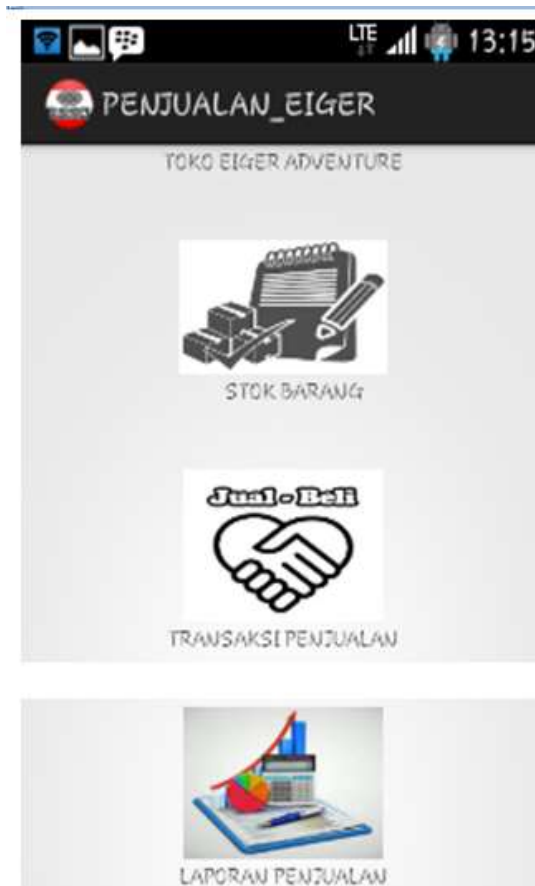 LTE 13:15
PENJUALAN_EIGER
TOKO EIGER ADVENTURE
STOK BARANG
Jual - Beli
TRANSAKSI PENJUALAN
LAPORAN PENJUALAN